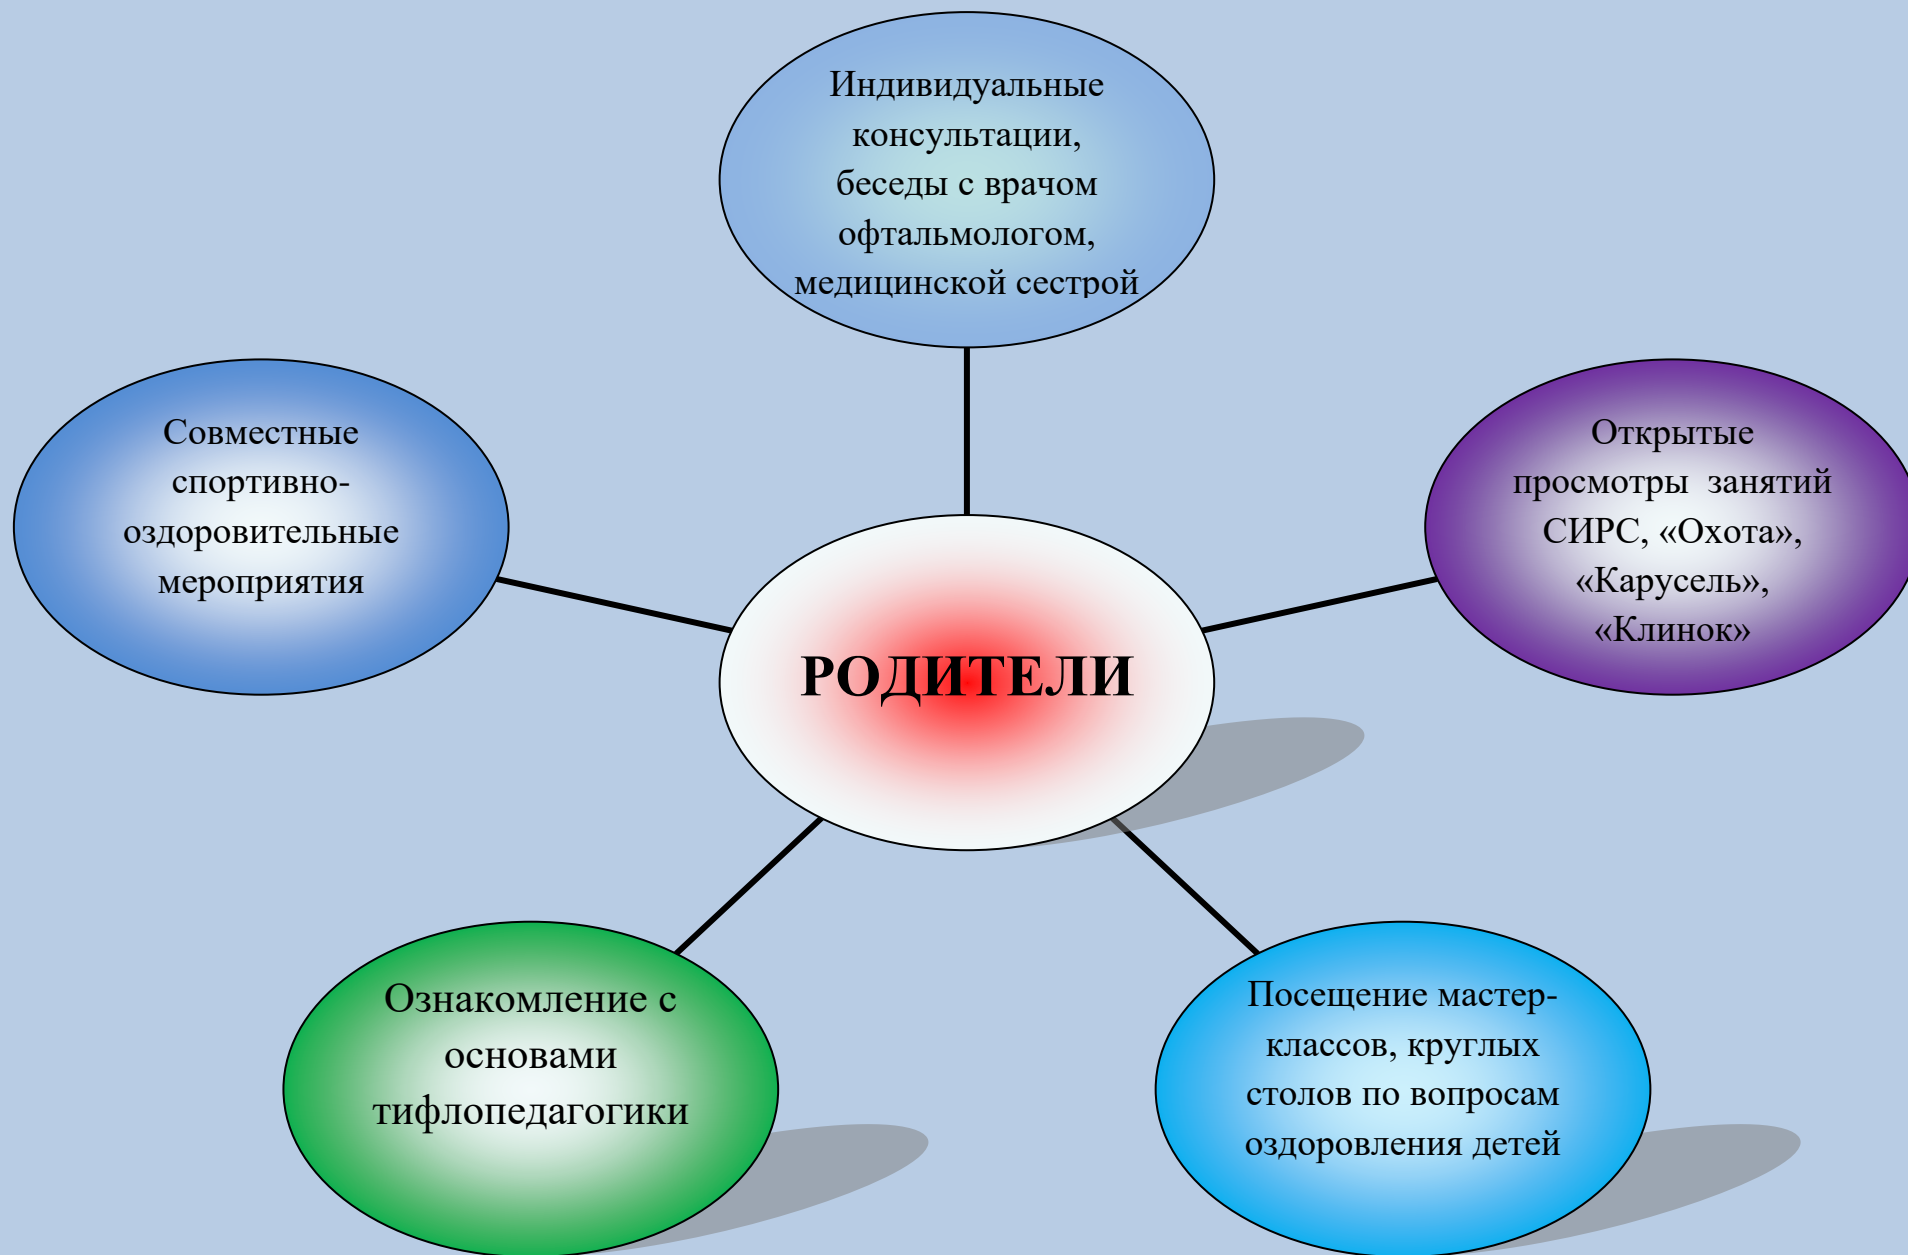 Индивидуальные
консультации,
беседы с врачом
офтальмологом,
медицинской сестрой
Совместные
спортивно-
оздоровительные
мероприятия
Открытые
просмотры  занятий
СИРС, «Охота»,
«Карусель»,
«Клинок»
РОДИТЕЛИ
Ознакомление с
основами
тифлопедагогики
Посещение мастер-
классов, круглых
столов по вопросам
оздоровления детей